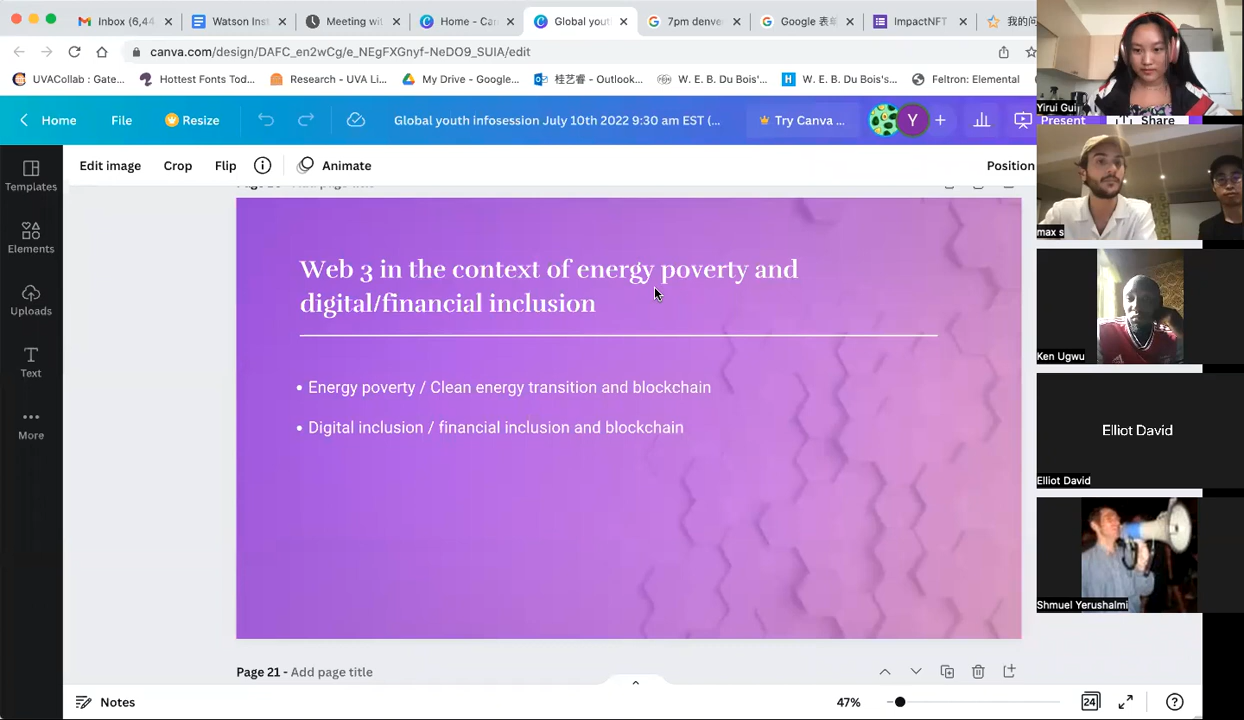 Inbox (6,44
Watson Inst
Meeting wit
Home - Can
Global yout
7pm denve
Google 表单
ImpactNFT
我的问
canva.com/design/DAFC_en2wCg/e_NEgFXGnyf-NeDO9_SUIA/edit
UVACollab : Gate...
Hottest Fonts Tod...
Research - UVA Li...
My Drive - Google...
桂艺睿 - Outlook...
W. E. B. Du Bois'...
W. E. B. Du Bois's...
Feltron: Elemental
Yirui Gui
Home
File
Resize
Global youth infosession July 10th 2022 9:30 am EST (...
Try Canva ...
Y
Present
Share
Templates
Edit image
Crop
Flip
Animate
Position
max s
Elements
Web 3 in the context of energy poverty and
digital/financial inclusion
Uploads
Ken Ugwu
Text
• Energy poverty / Clean energy transition and blockchain
• Digital inclusion / financial inclusion and blockchain
More
Elliot David
Elliot David
Shmuel Yerushalmi
Page 21 - Add page title
Notes
47%
24